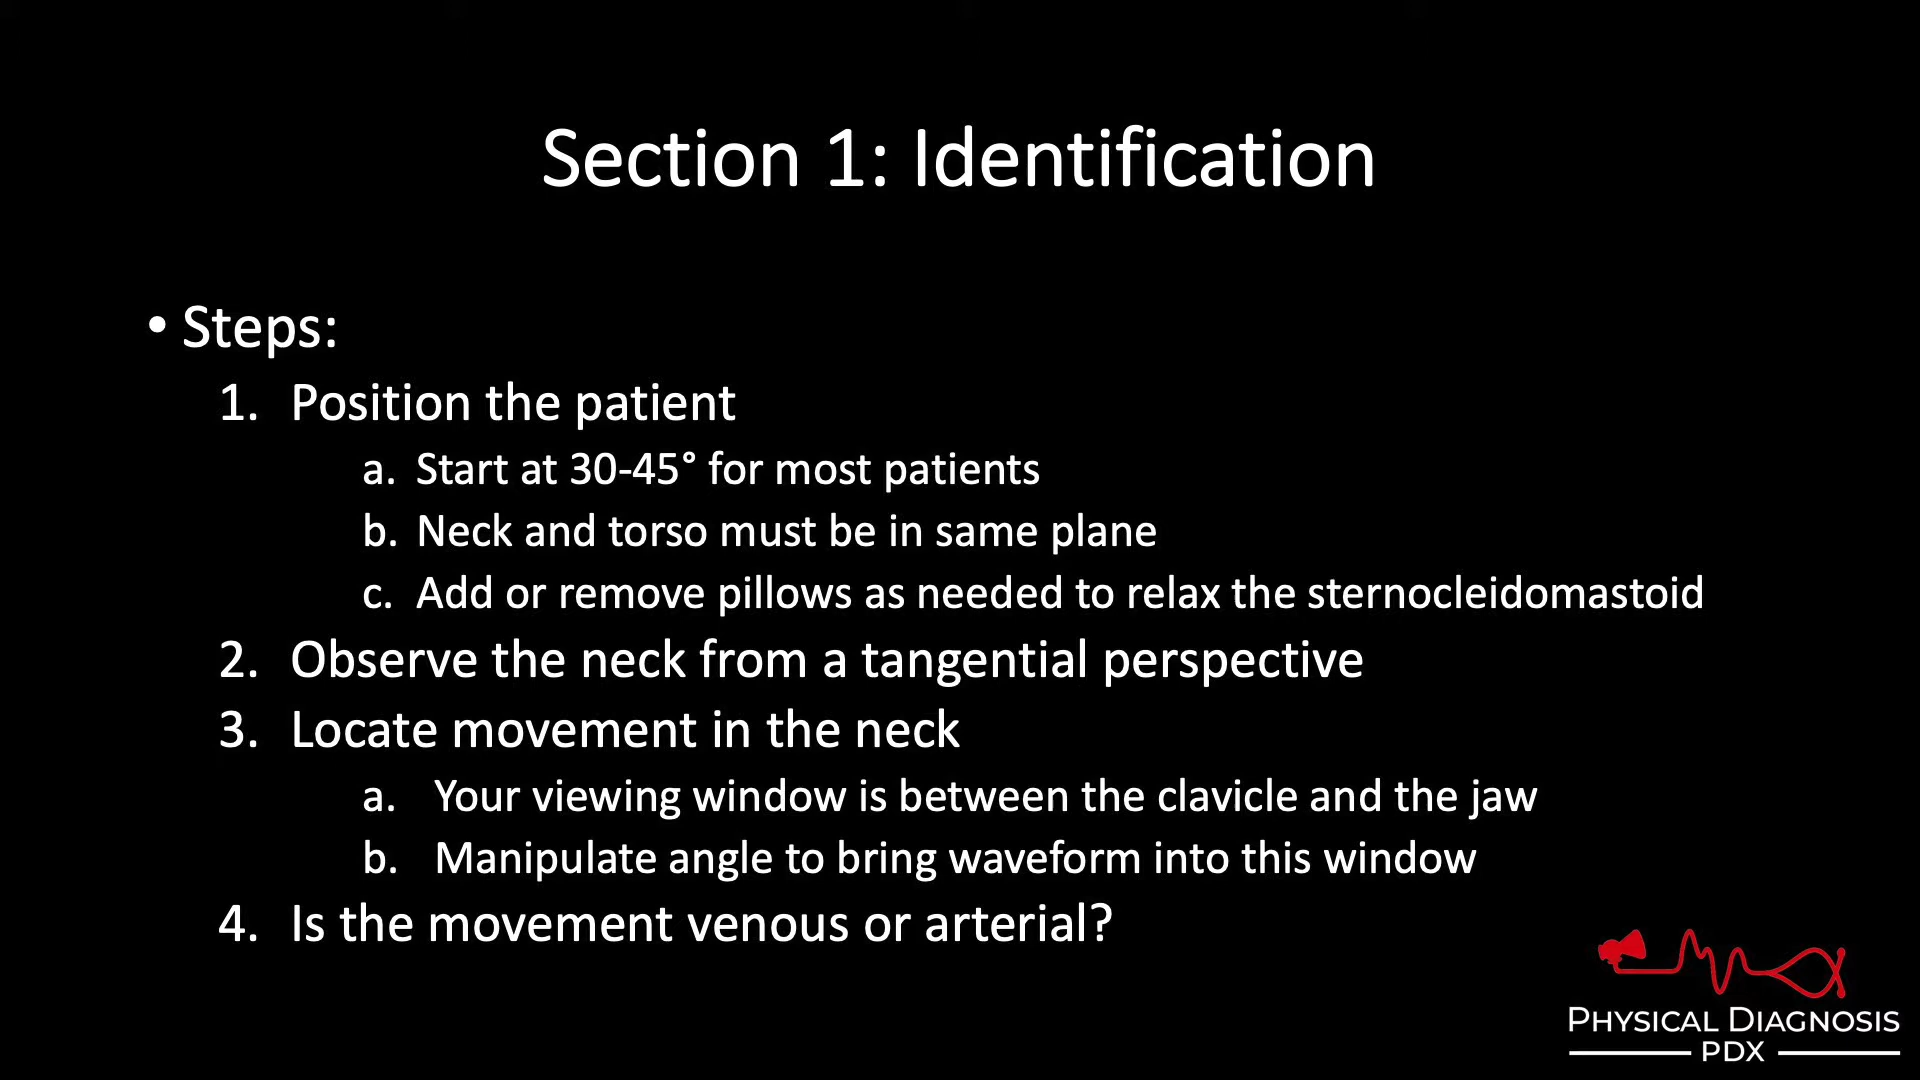 Section 1: Identification
• Steps:
1. Position the patient
a. Start at 30-45° for most patients
b. Neck and torso must be in same plane
c. Add or remove pillows as needed to relax the sternocleidomastoid
2. Observe the neck from a tangential perspective
3. Locate movement in the neck
a. Your viewing window is between the clavicle and the jaw
b. Manipulate angle to bring waveform into this window
4. Is the movement venous or arterial?
PHYSICAL DIAGNOSIS
PDX